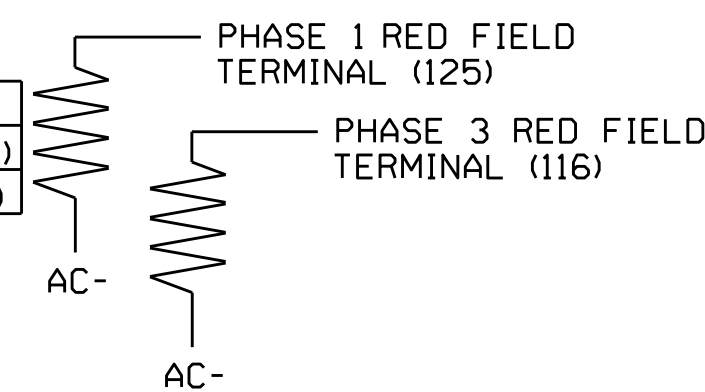 PHASE 1 RED FIELD
TERMINAL (125)
PHASE 3 RED FIELD
TERMINAL (116)
)
)
AC-
AC-